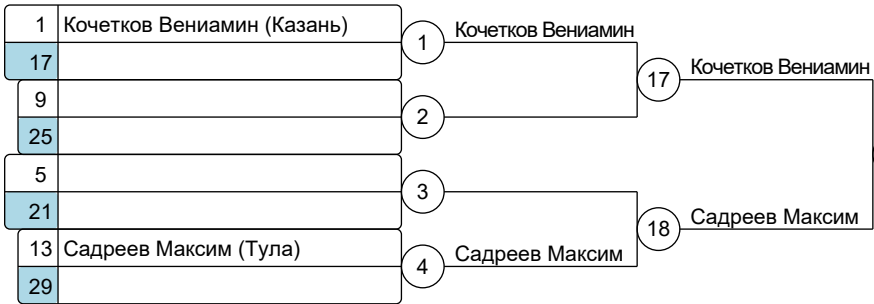 1 Кочетков Вениамин (Казань)
17
9
25
5
21
13 Садреев Максим (Тула)
29
1 Кочетков Вениамин
2
3
4 Садреев Максим
17 Кочетков Вениамин
18 Садреев Максим